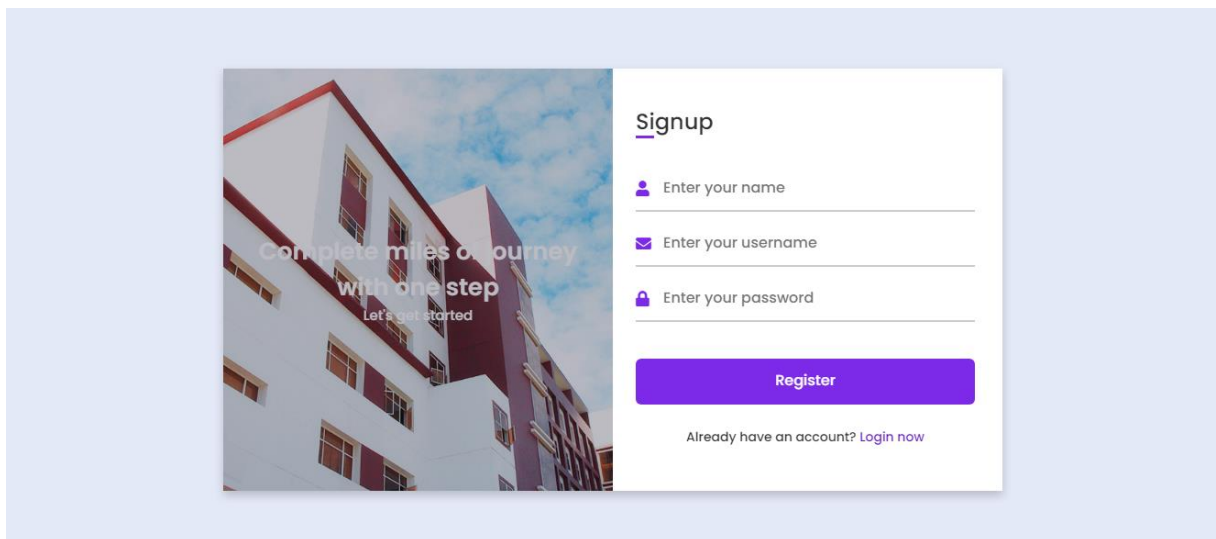 Complete miles of journey
with one step
Let's get started
Signup
Enter your name
Enter your username
Enter your password
Register
Already have an account? Login now